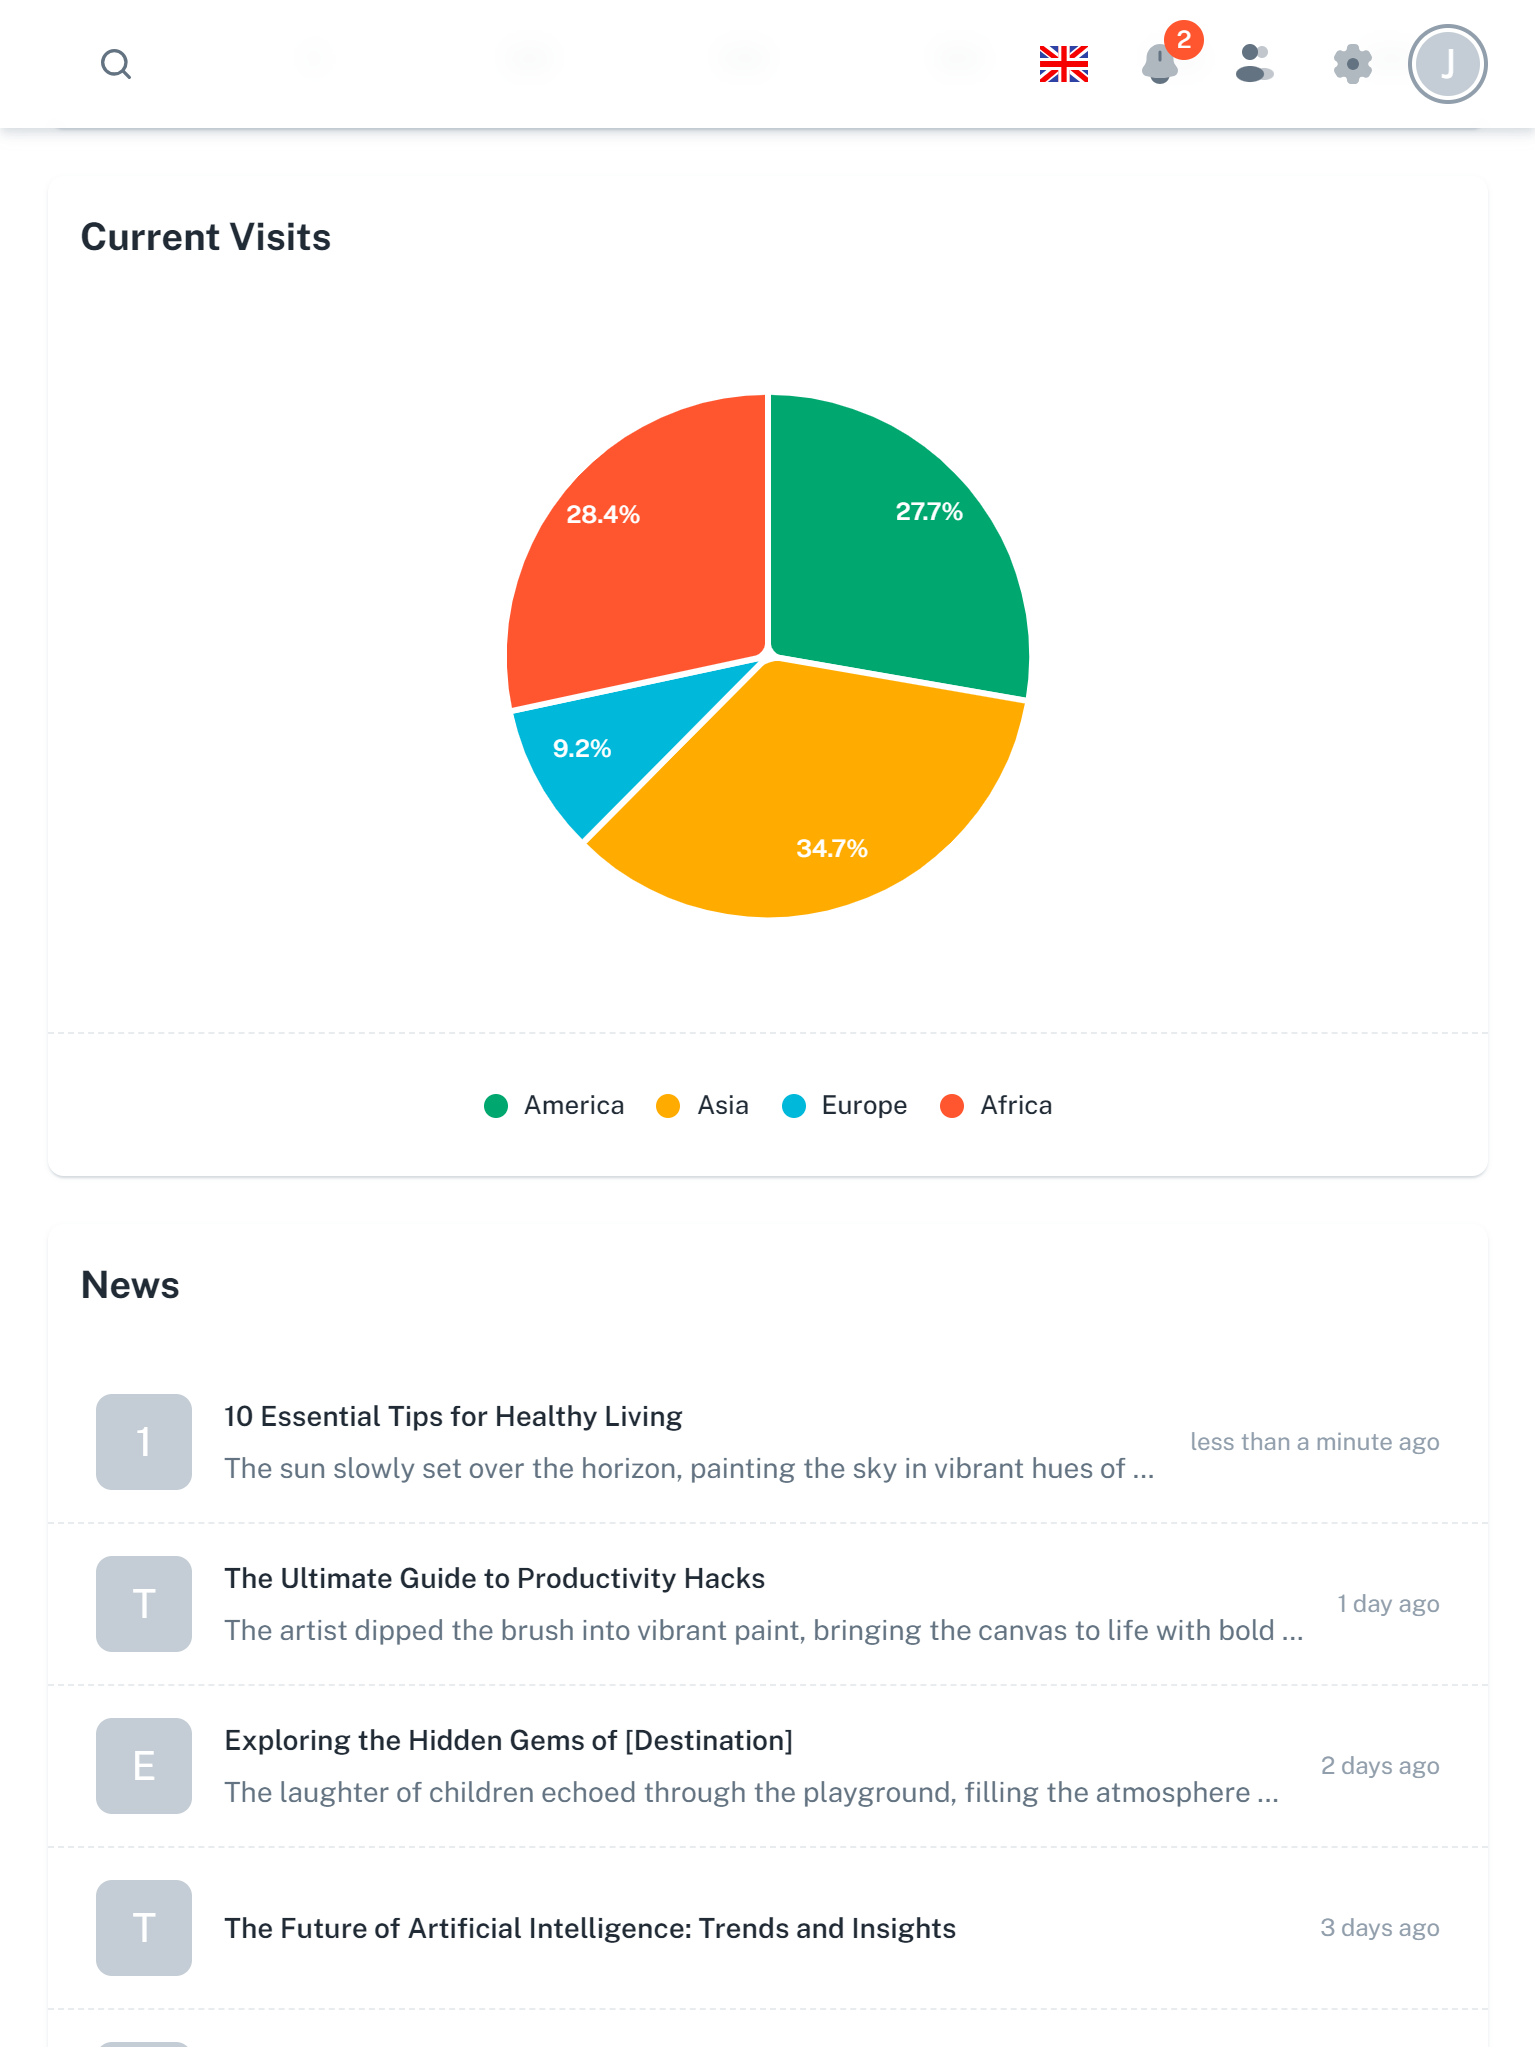 2
J
Current Visits
28.4%
27.7%
9.2%
34.7%
America
Asia
Europe
Africa
News
1
10 Essential Tips for Healthy Living
The sun slowly set over the horizon, painting the sky in vibrant hues of ...
less than a minute ago
T
The Ultimate Guide to Productivity Hacks
The artist dipped the brush into vibrant paint, bringing the canvas to life with bold ...
1 day ago
E
Exploring the Hidden Gems of [Destination]
The laughter of children echoed through the playground, filling the atmosphere ...
2 days ago
T
The Future of Artificial Intelligence: Trends and Insights
3 days ago